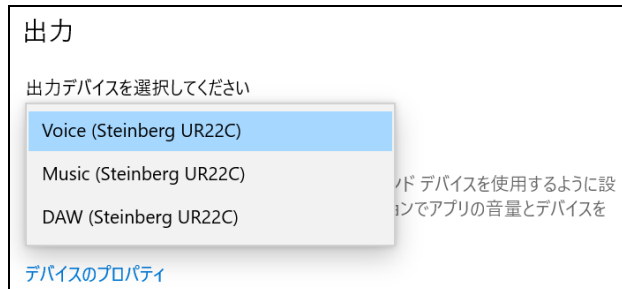 出力
出力デバイスを選択してください
Voice (Steinberg UR22C)
Music (Steinberg UR22C)
DAW (Steinberg UR22C)
ド デバイスを使用するように設
ンでアプリの音量とデバイスを
デバイスのプロパティ